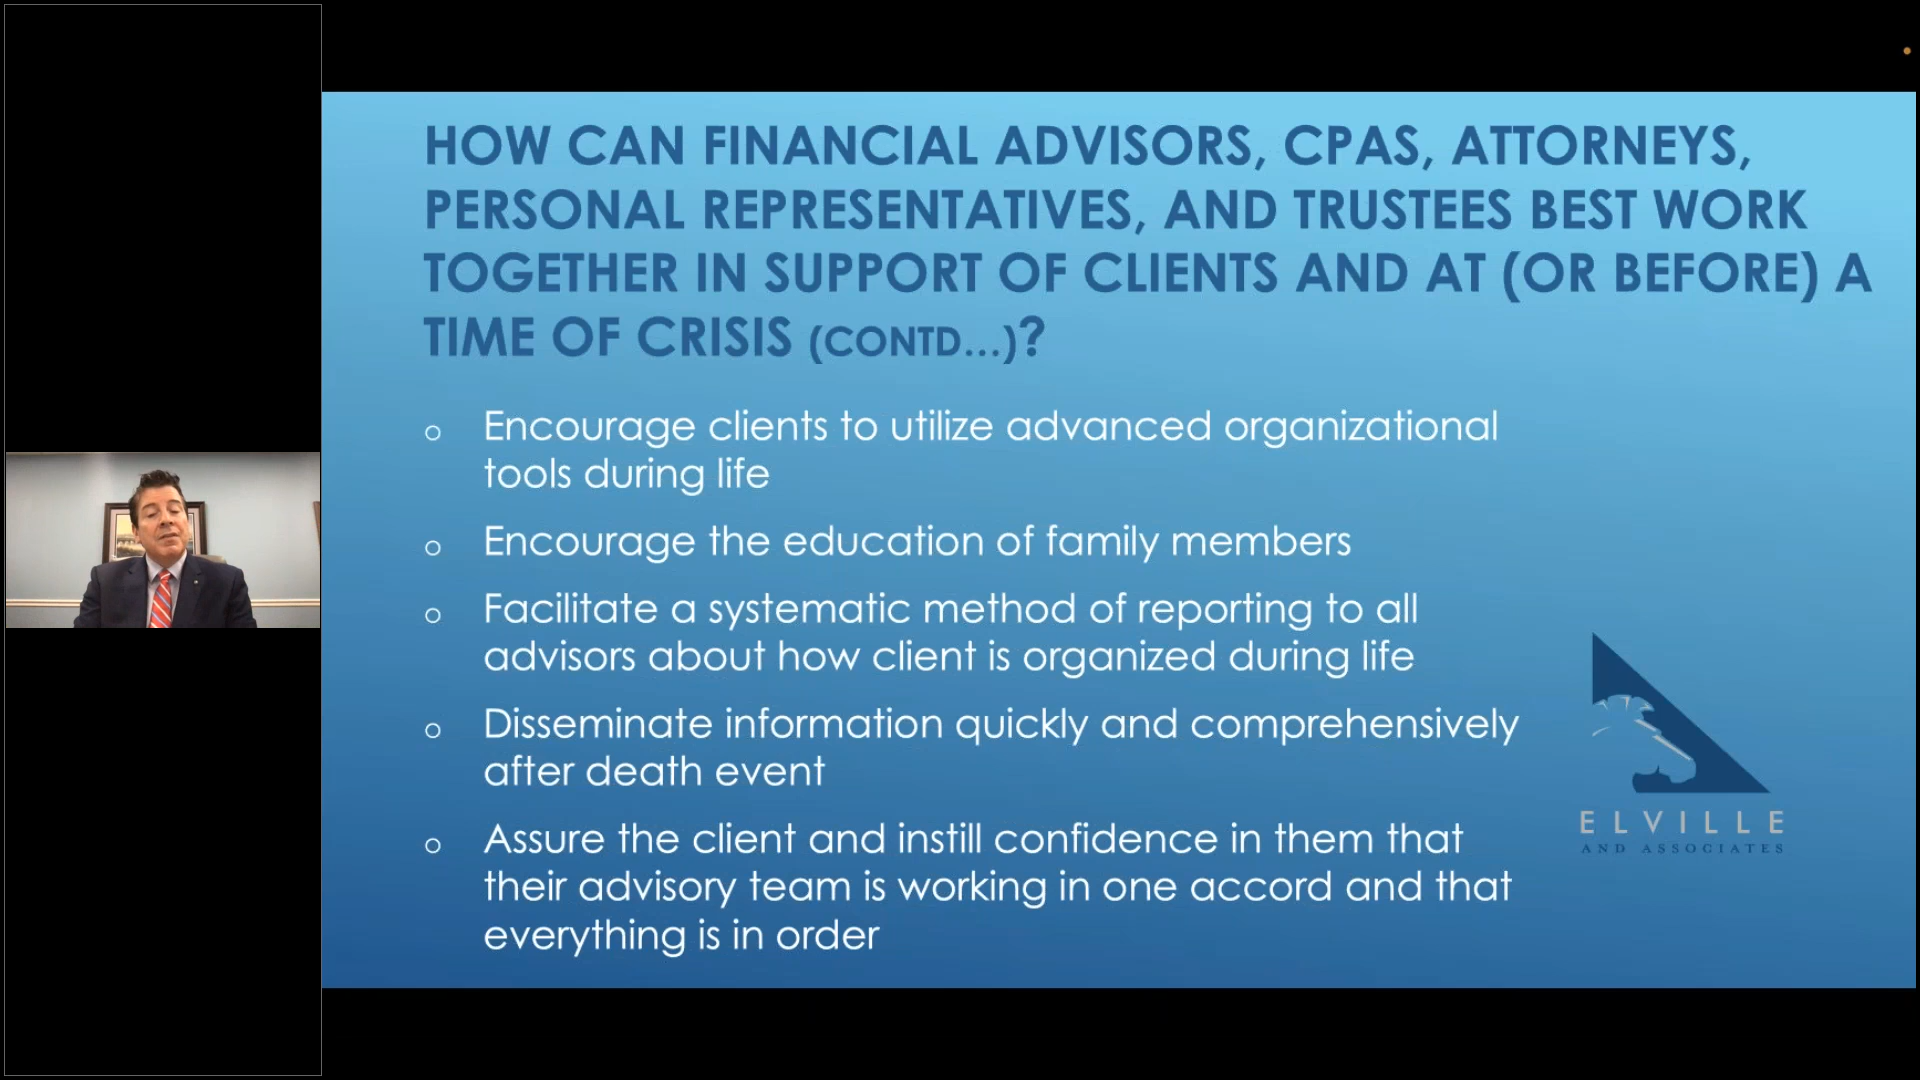 HOW CAN FINANCIAL ADVISORS, CPAS, ATTORNEYS,
PERSONAL REPRESENTATIVES, AND TRUSTEES BEST WORK
TOGETHER IN SUPPORT OF CLIENTS AND AT (OR BEFORE) A
TIME OF CRISIS (CONTD...)?
Encourage clients to utilize advanced organizational
tools during life
Encourage the education of family members
Facilitate a systematic method of reporting to all
advisors about how client is organized during life
Disseminate information quickly and comprehensively
after death event
Assure the client and instill confidence in them that
their advisory team is working in one accord and that
everything is in order
ELVILLE
AND ASSOCIATES